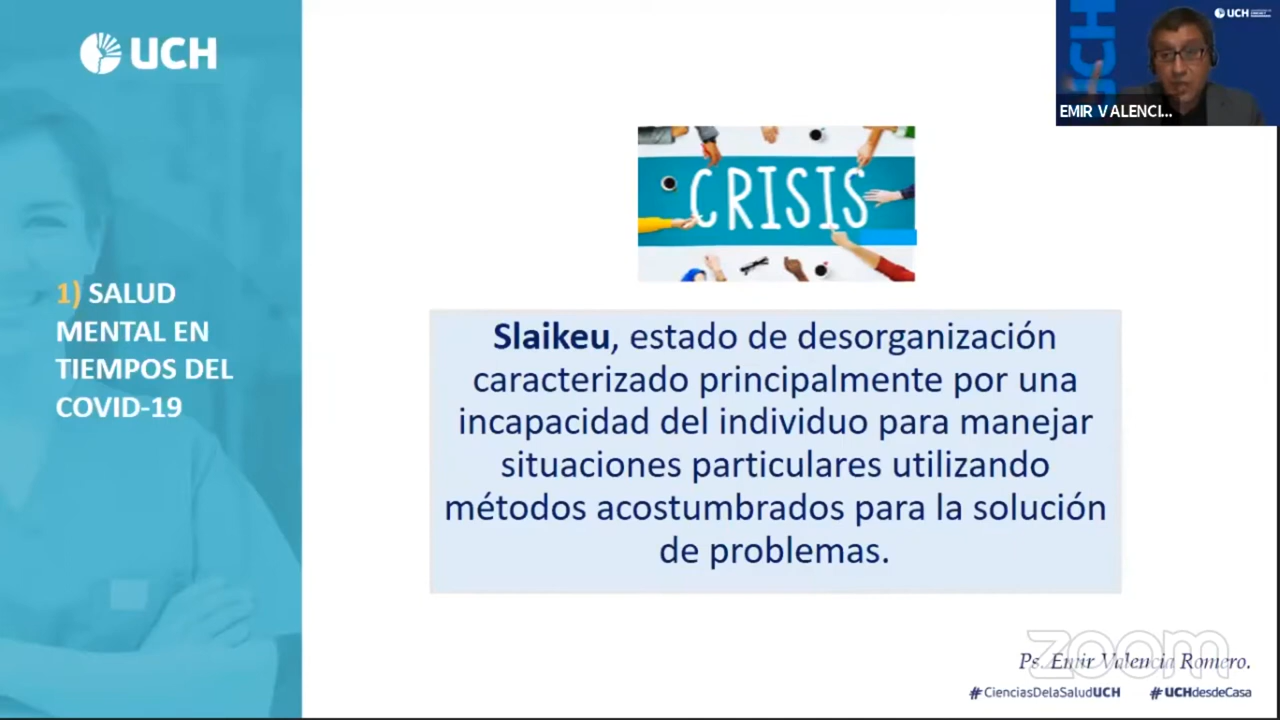 UCH
1) SALUD
MENTAL EN
TIEMPOS DEL
COVID-19
CRISIS
Slaikeu, estado de desorganización
caracterizado principalmente por una
incapacidad del individuo para manejar
situaciones particulares utilizando
métodos acostumbrados para la solución
de problemas.
UCH
UCH
EMIR VALENCI...
zoom
Ps. Emir Valencia Romero.
#CienciasDelaSaludUCH #UCHdesdeCasa